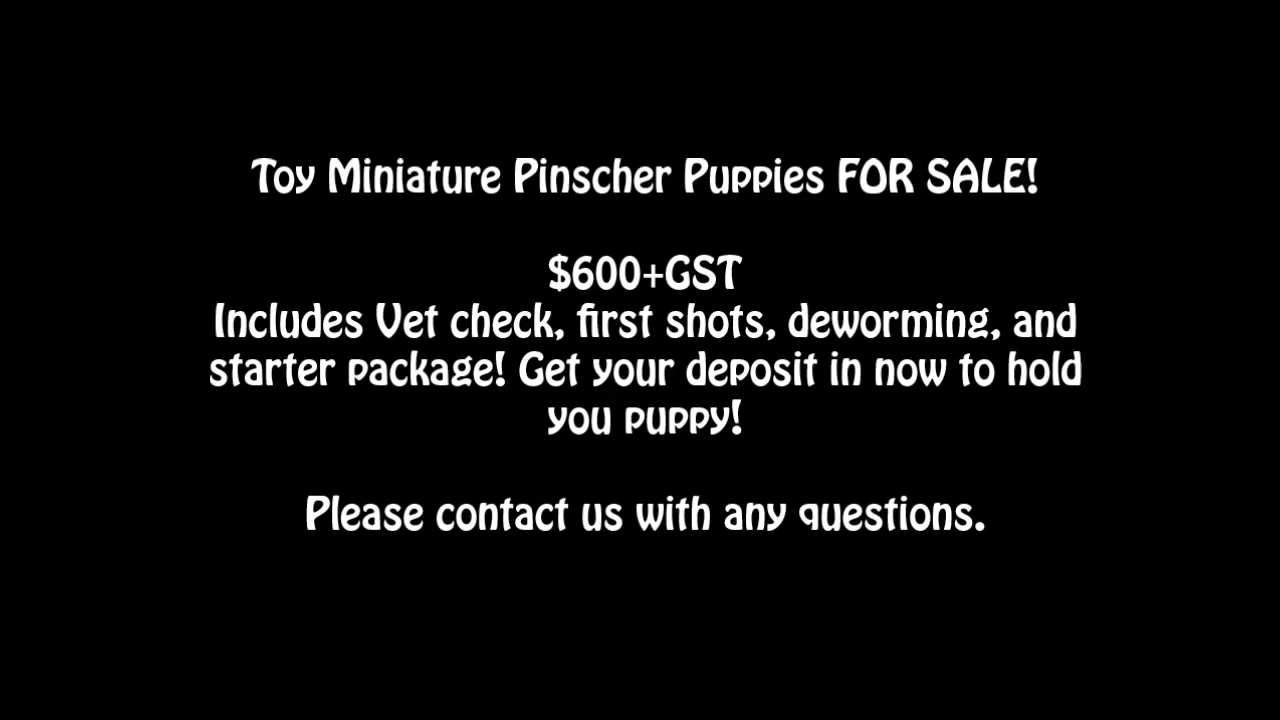 Toy Miniature Pinscher Puppies FOR SALE!
$600+GST
Includes Vet check, first shots, deworming, and
starter package! Get your deposit in now to hold
you puppy!
Please contact us with any questions.